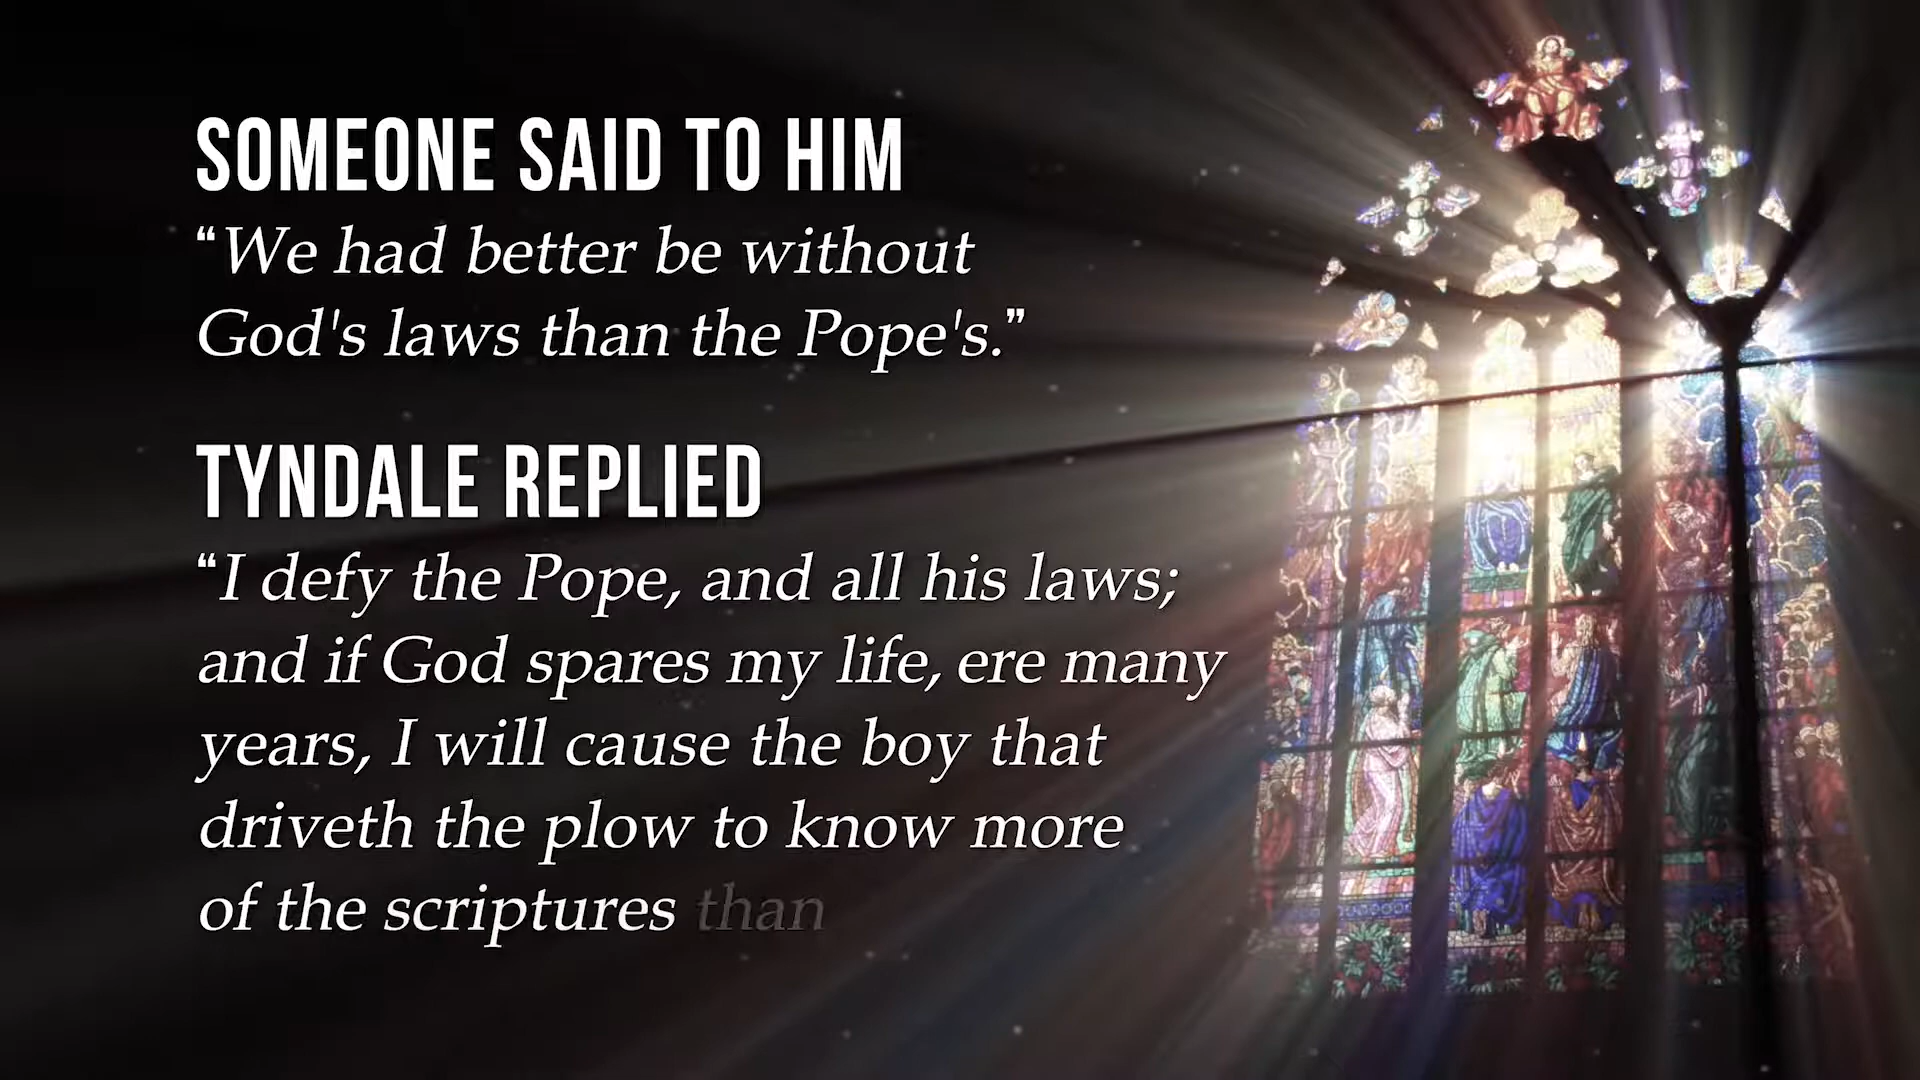 SOMEONE SAID TO HIM
“We had better be without
God's laws than the Pope's.”
TYNDALE REPLIED
“I defy the Pope, and all his laws;
and if God spares my life, ere many
years, I will cause the boy that
driveth the plow to know more
of the scriptures than